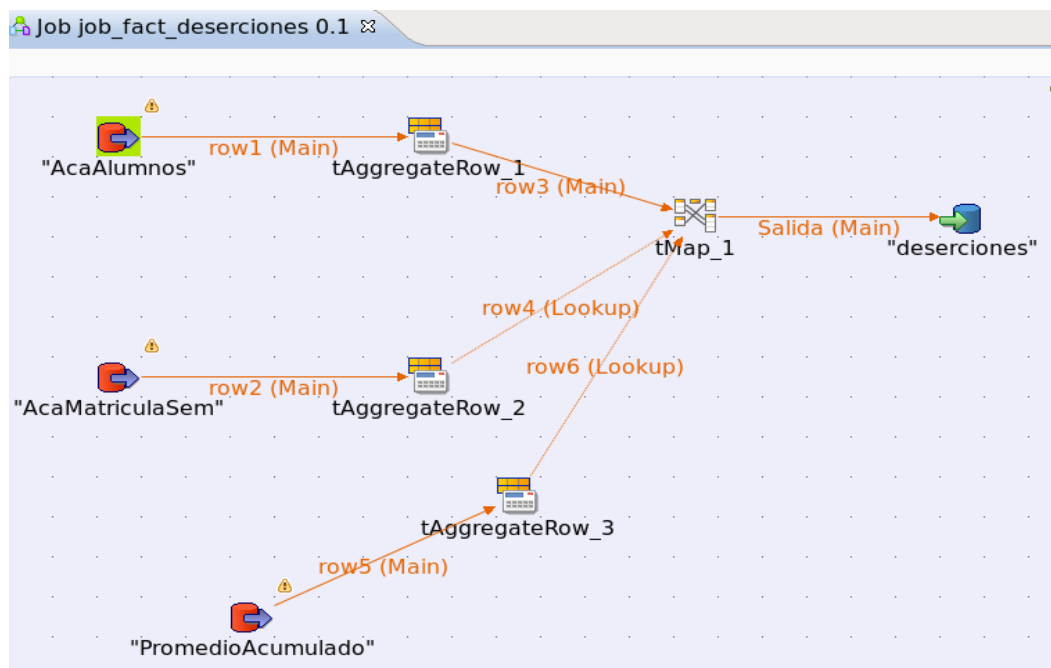 Job job_fact_deserciones 0.1
row1 (Main)
"AcaAlumnos"
tAggregateRow_1
row3 (Main)
Salida (Main)
tMap_1
"deserciones"
row4 (Lookup)
row6 (Lookup)
row2 (Main)
"AcaMatriculaSem"
tAggregateRow_2
tAggregateRow_3
row5 (Main)
"PromedioAcumulado"